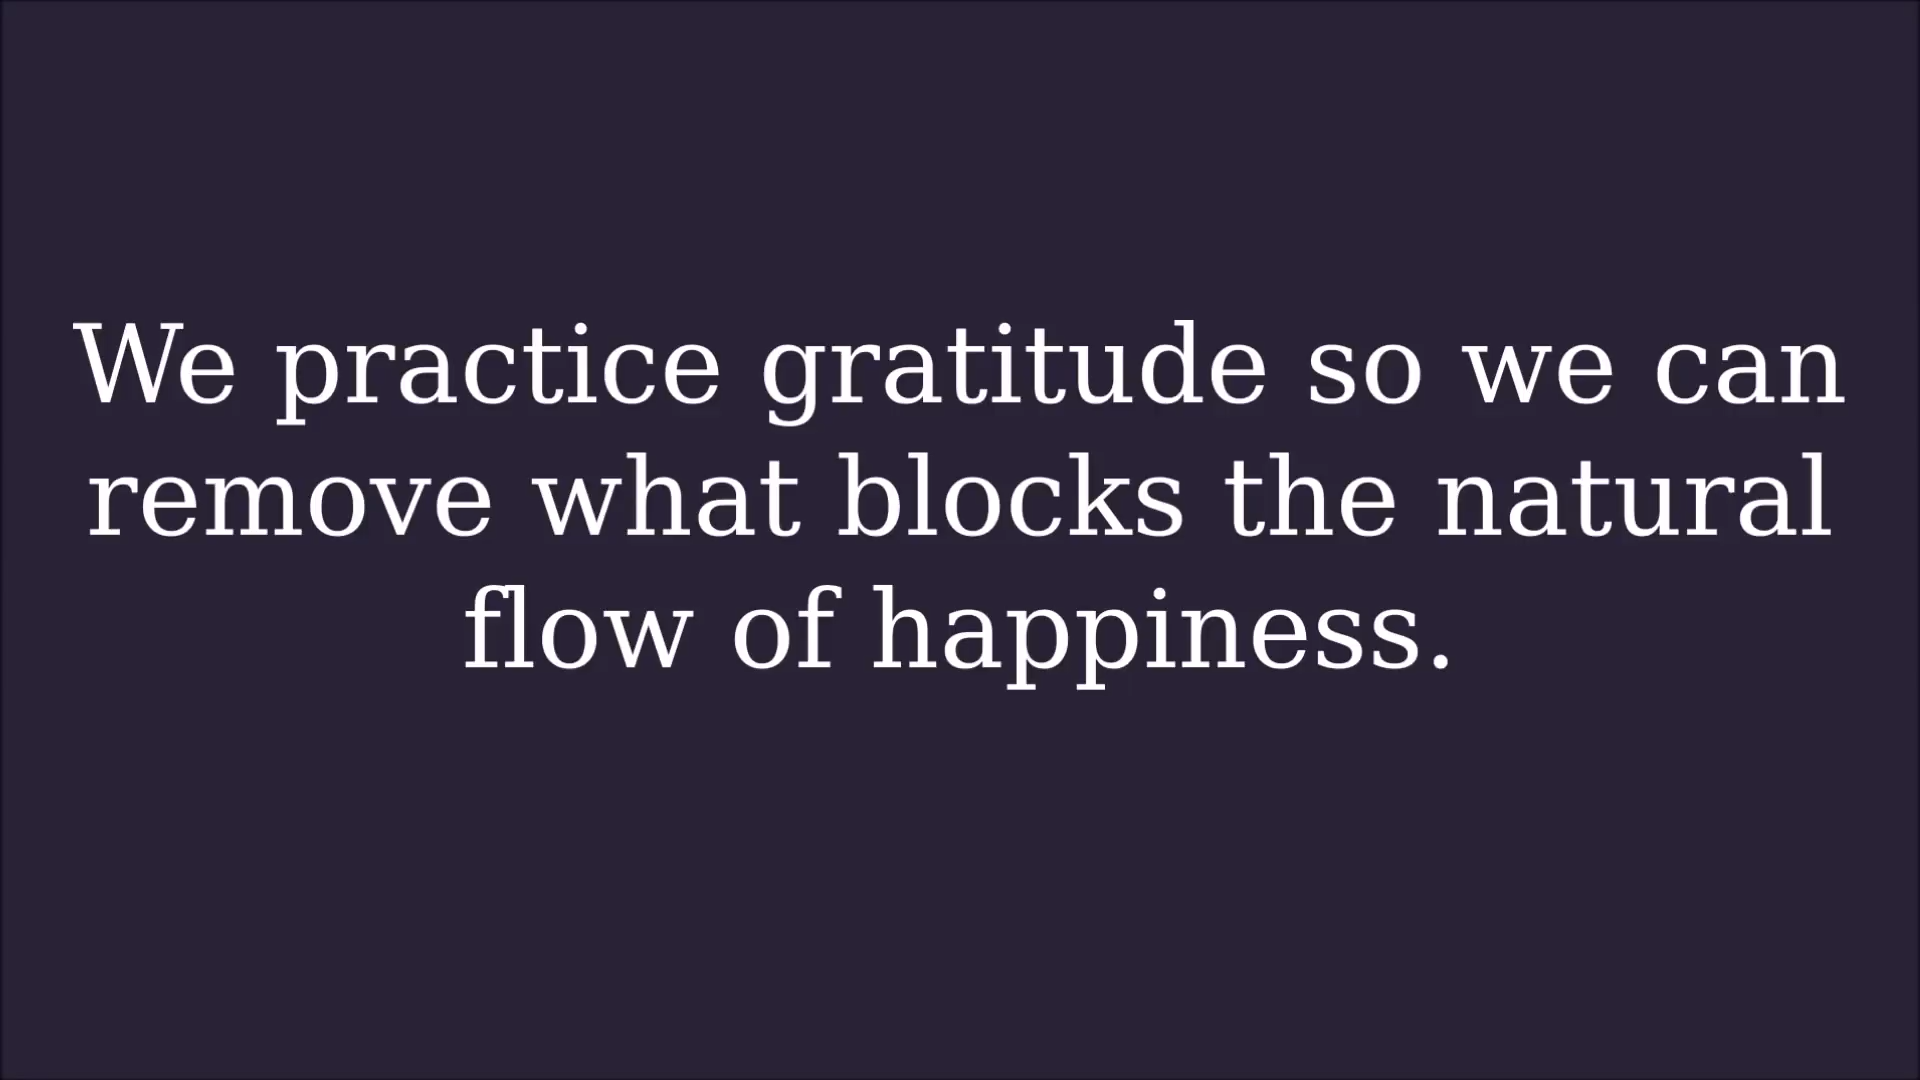 We practice gratitude so we can
remove what blocks the natural
flow of happiness.